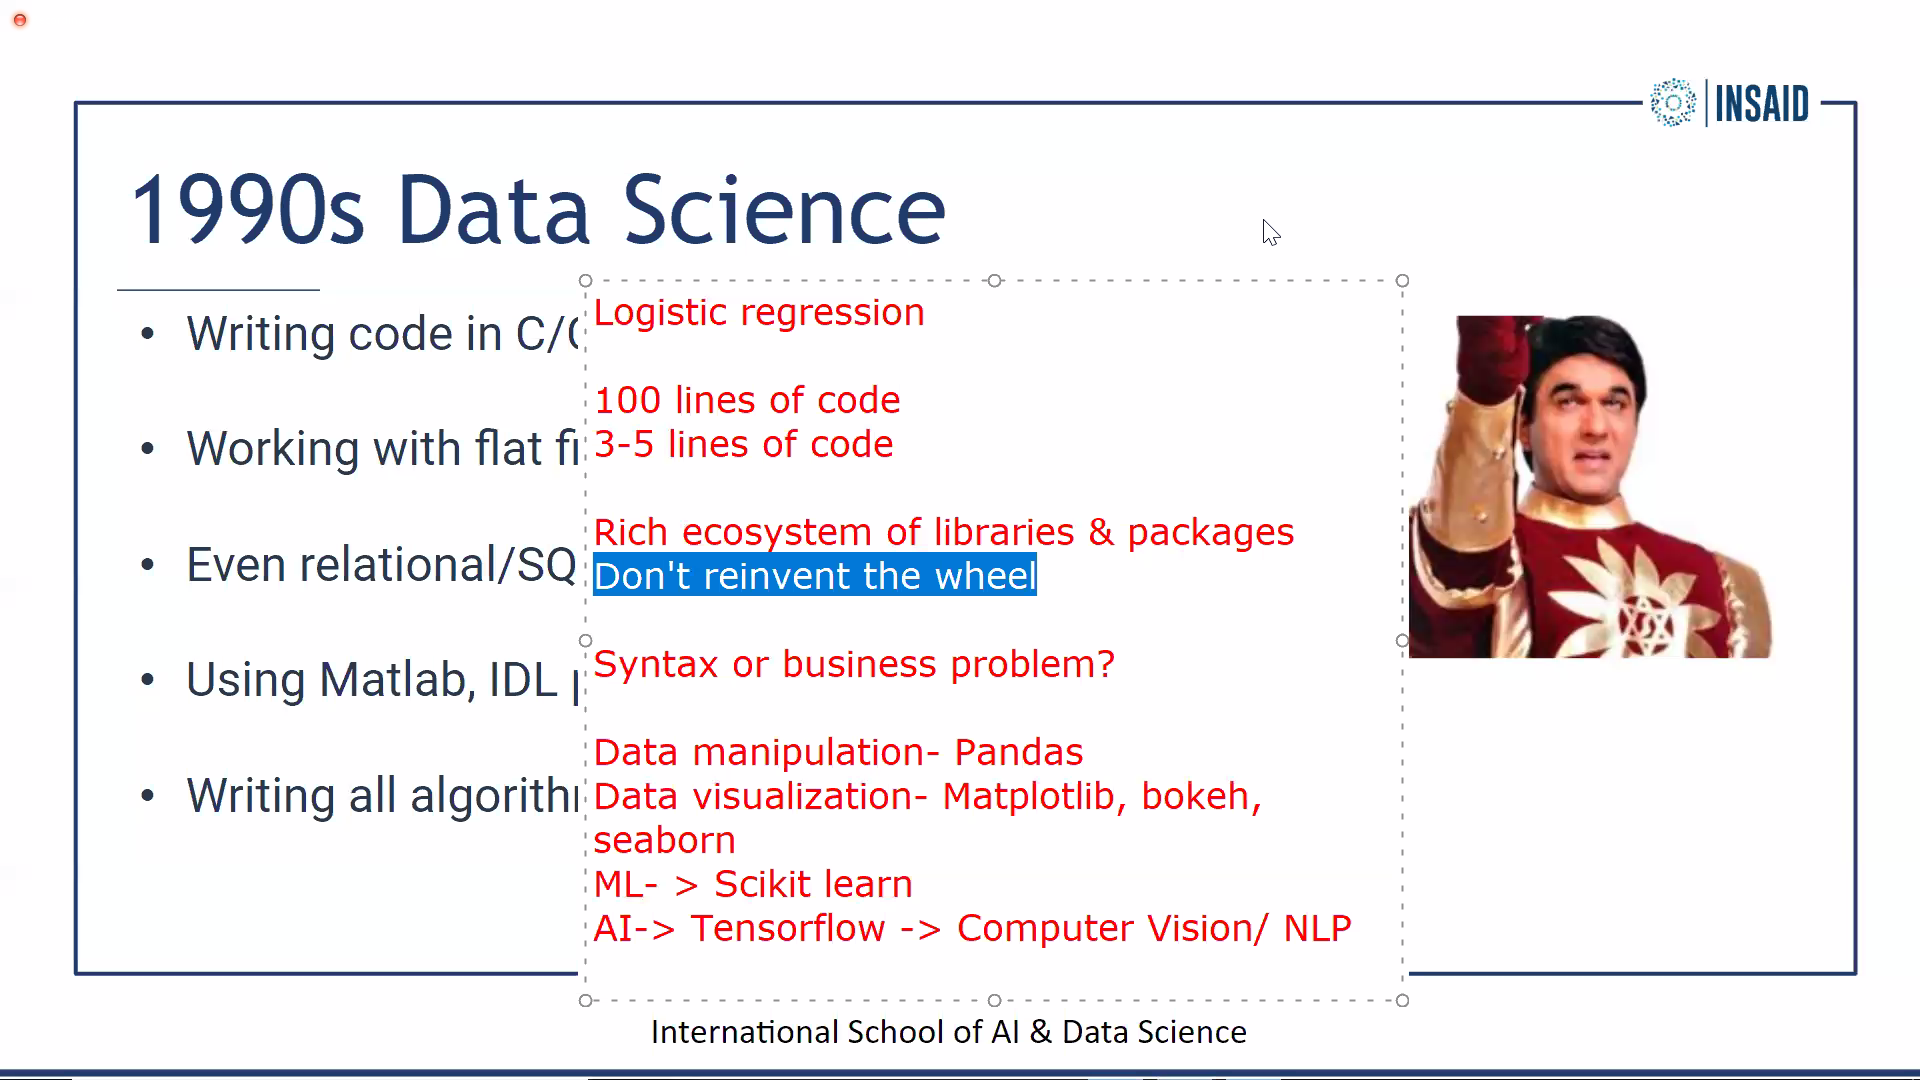 INSAID
1990s Data Science
Writing code in
Working with flat
Even relational/SQ
Using Matlab, IDL
Writing all
Logistic regression
100 lines of code
3-5 lines of code
Rich ecosystem of libraries & packages
Don't reinvent the wheel
Syntax or business problem?
Data manipulation- Pandas
Data visualization- Matplotlib, bokeh,
seaborn
ML- > Scikit learn
AI-> Tensorflow -> Computer Vision/ NLP
International School of AI & Data Science